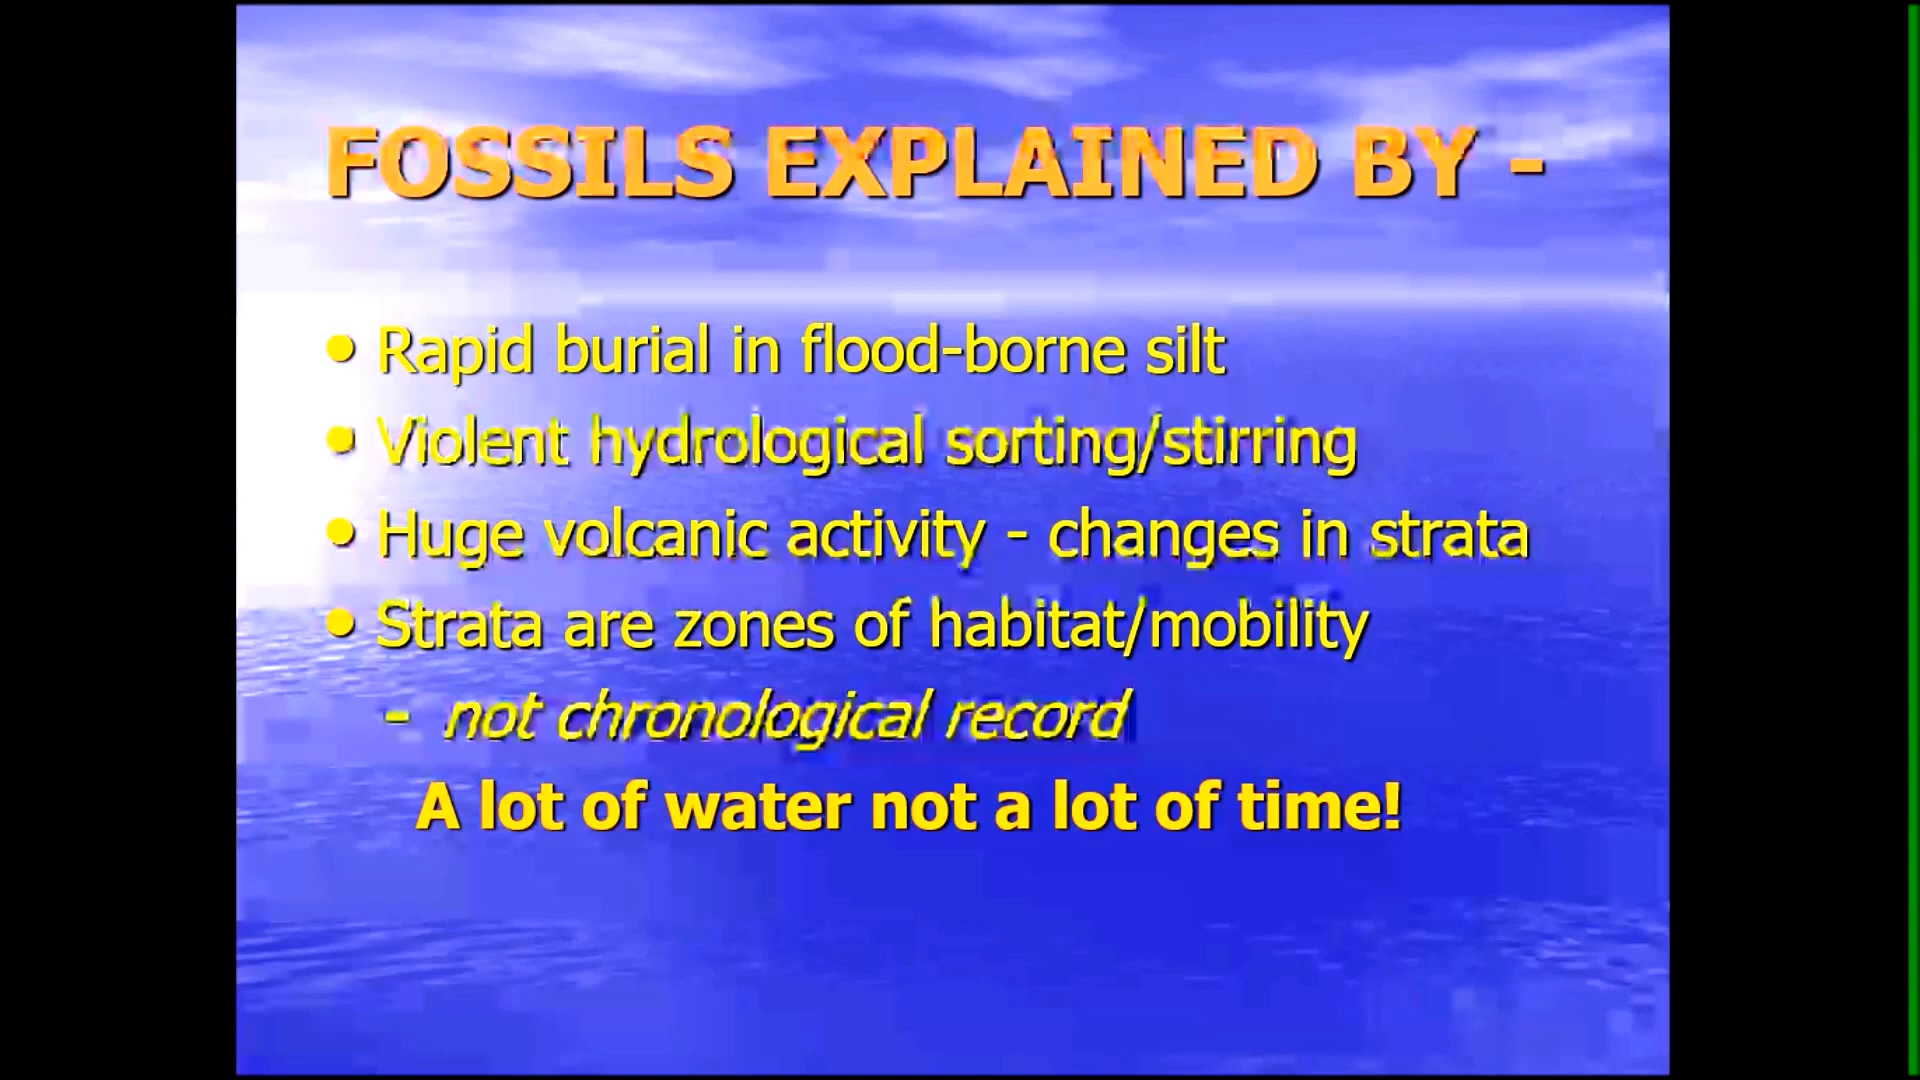 FOSSILS EXPLAINED BY -
• Rapid burial in flood-borne silt
• Violent hydrological sorting/stirring
• Huge volcanic activity - changes in strata
• Strata are zones of habitat/mobility
- not chronological record
A lot of water not a lot of time!